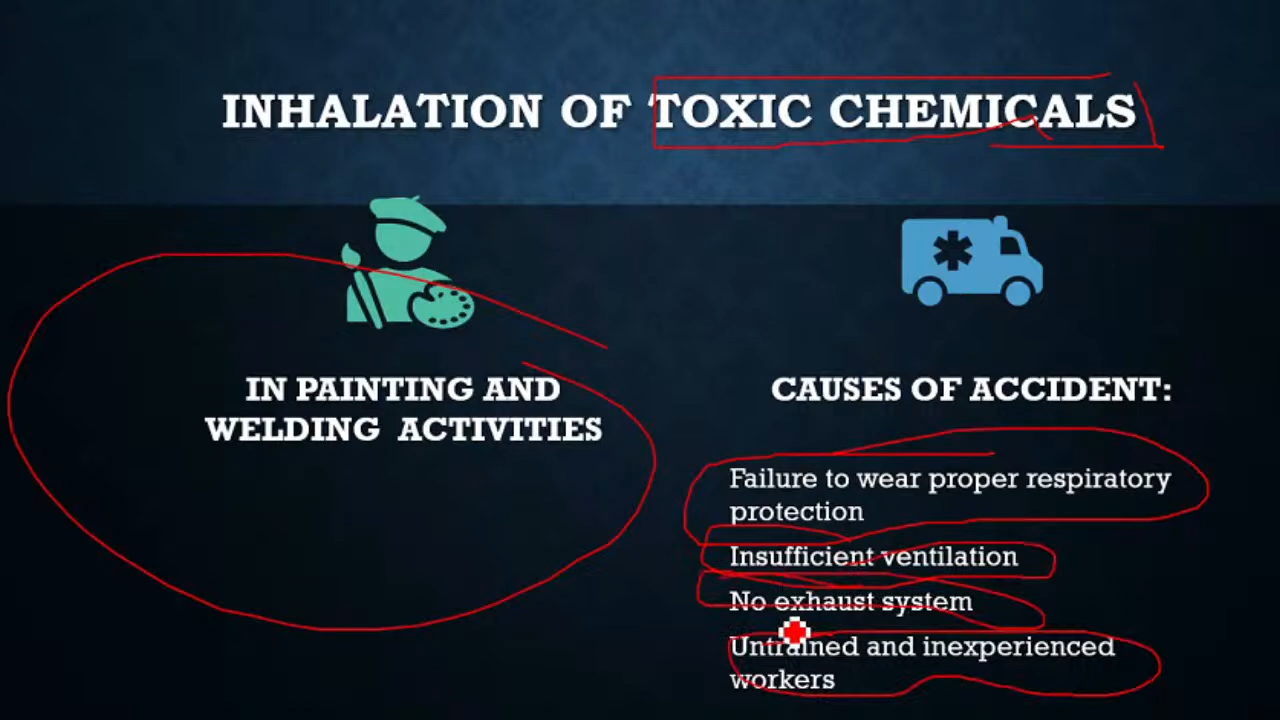 INHALATION OF TOXIC CHEMICALS
IN PAINTING AND
WELDING ACTIVITIES
CAUSES OF ACCIDENT:
Failure to wear proper respiratory
protection
Insufficient ventilation
No exhaust system
Untrained and inexperienced
workers